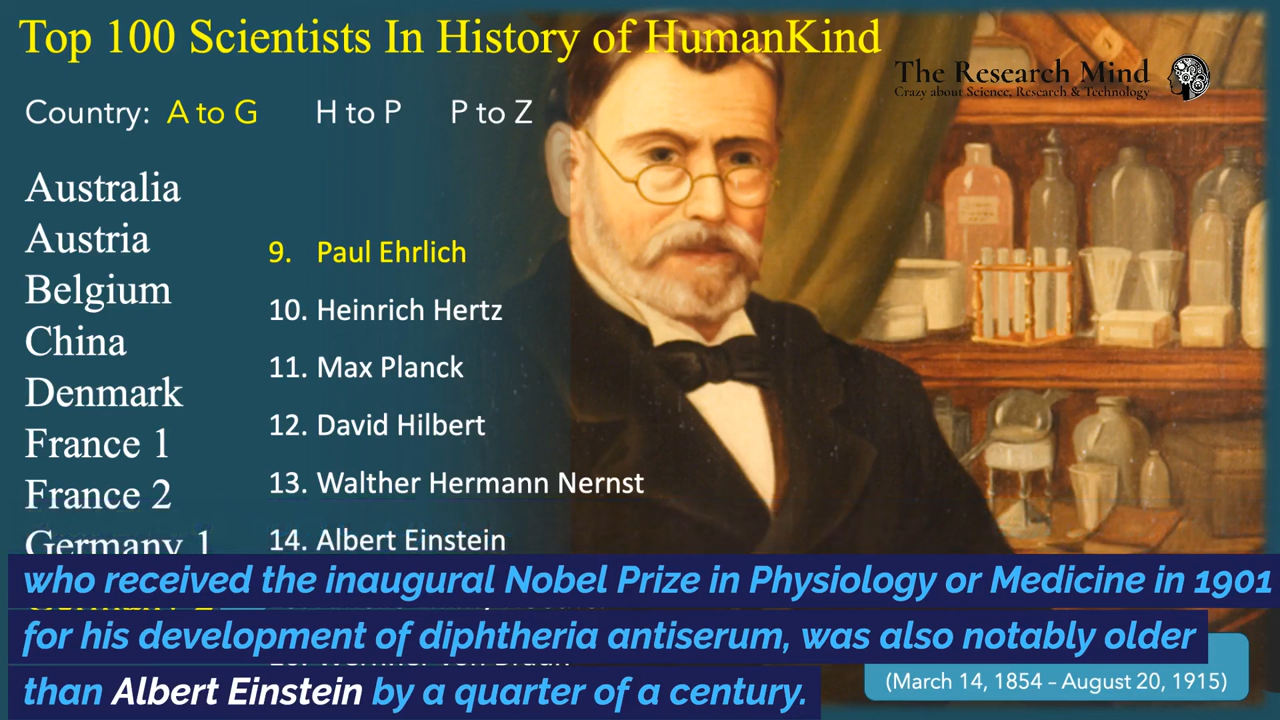 Top 100 Scientists In History of HumanKind
The Research Mind
Crazy about Science, Research & Technology
Country: A to G H to P P to Z
Australia
Austria
Belgium
China
Denmark
France 1
France 2
Germany 1
9. Paul Ehrlich
10. Heinrich Hertz
11. Max Planck
12. David Hilbert
13. Walther Hermann Nernst
14. Albert Einstein
who received the inaugural Nobel Prize in Physiology or Medicine in 1901
for his development of diphtheria antiserum, was also notably older
than Albert Einstein by a quarter of a century.
(March 14, 1854 – August 20, 1915)